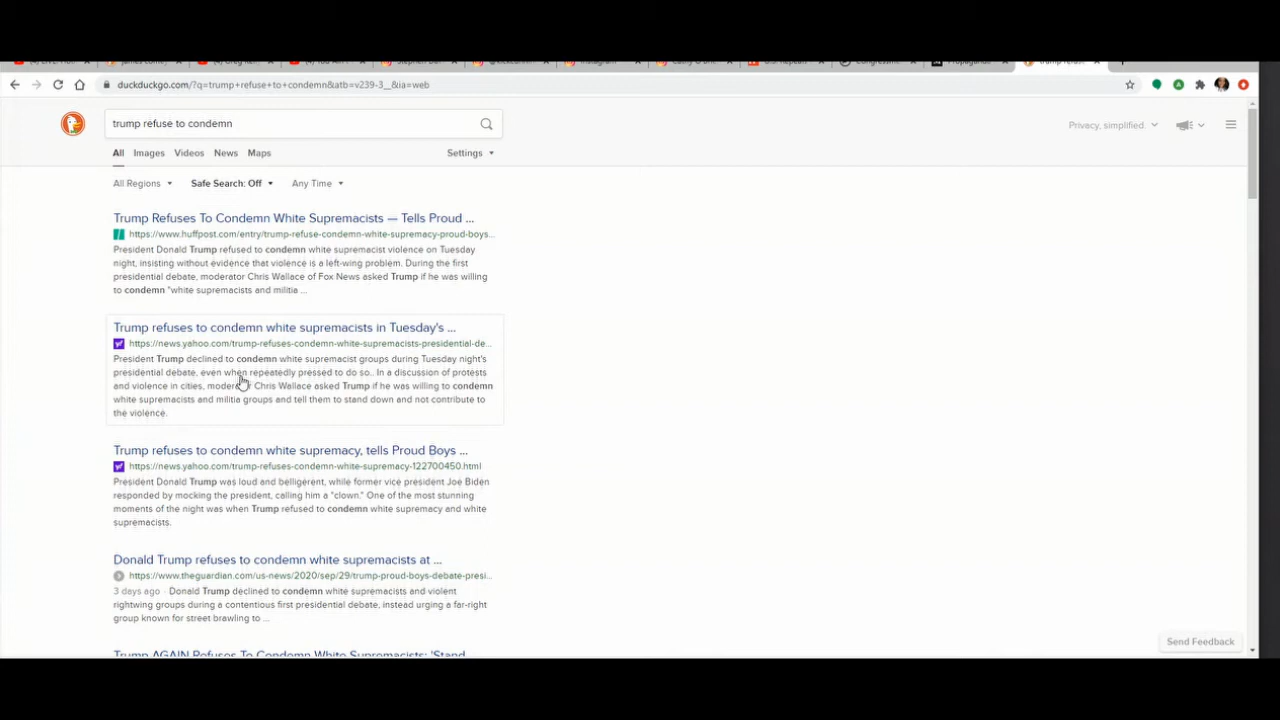 duckduckgo.com/?q=trump+refuse+to+condemn&atb=v239-3__&ia=web
trump refuse to condemn
Privacy, simplified.
All Images Videos News Maps Settings
All Regions Safe Search: Off Any Time
Trump Refuses To Condemn White Supremacists — Tells Proud ...
https://www.huffpost.com/entry/trump-refuse-condemn-white-supremacy-proud-boys...
President Donald Trump refused to condemn white supremacist violence on Tuesday
night, insisting without evidence that violence is a left-wing problem. During the first
presidential debate, moderator Chris Wallace of Fox News asked Trump if he was willing
to condemn "white supremacists and militia ...
Trump refuses to condemn white supremacists in Tuesday's ...
https://news.yahoo.com/trump-refuses-condemn-white-supremacists-presidential-de...
President Trump declined to condemn white supremacist groups during Tuesday night's
presidential debate, even when repeatedly pressed to do so.. In a discussion of protests
and violence in cities, moderator Chris Wallace asked Trump if he was willing to condemn
white supremacists and militia groups and tell them to stand down and not contribute to
the violence.
Trump refuses to condemn white supremacy, tells Proud Boys ...
https://news.yahoo.com/trump-refuses-condemn-white-supremacy-122700450.html
President Donald Trump was loud and belligerent, while former vice president Joe Biden
responded by mocking the president, calling him a "clown." One of the most stunning
moments of the night was when Trump refused to condemn white supremacy and white
supremacists.
Donald Trump refuses to condemn white supremacists at ...
https://www.theguardian.com/us-news/2020/sep/29/trump-proud-boys-debate-presi...
3 days ago · Donald Trump declined to condemn white supremacists and violent
rightwing groups during a contentious first presidential debate, instead urging a far-right
group known for street brawling to ...
Trump AGAIN Refuses To Condemn White Supremacists: 'Stand
Send Feedback